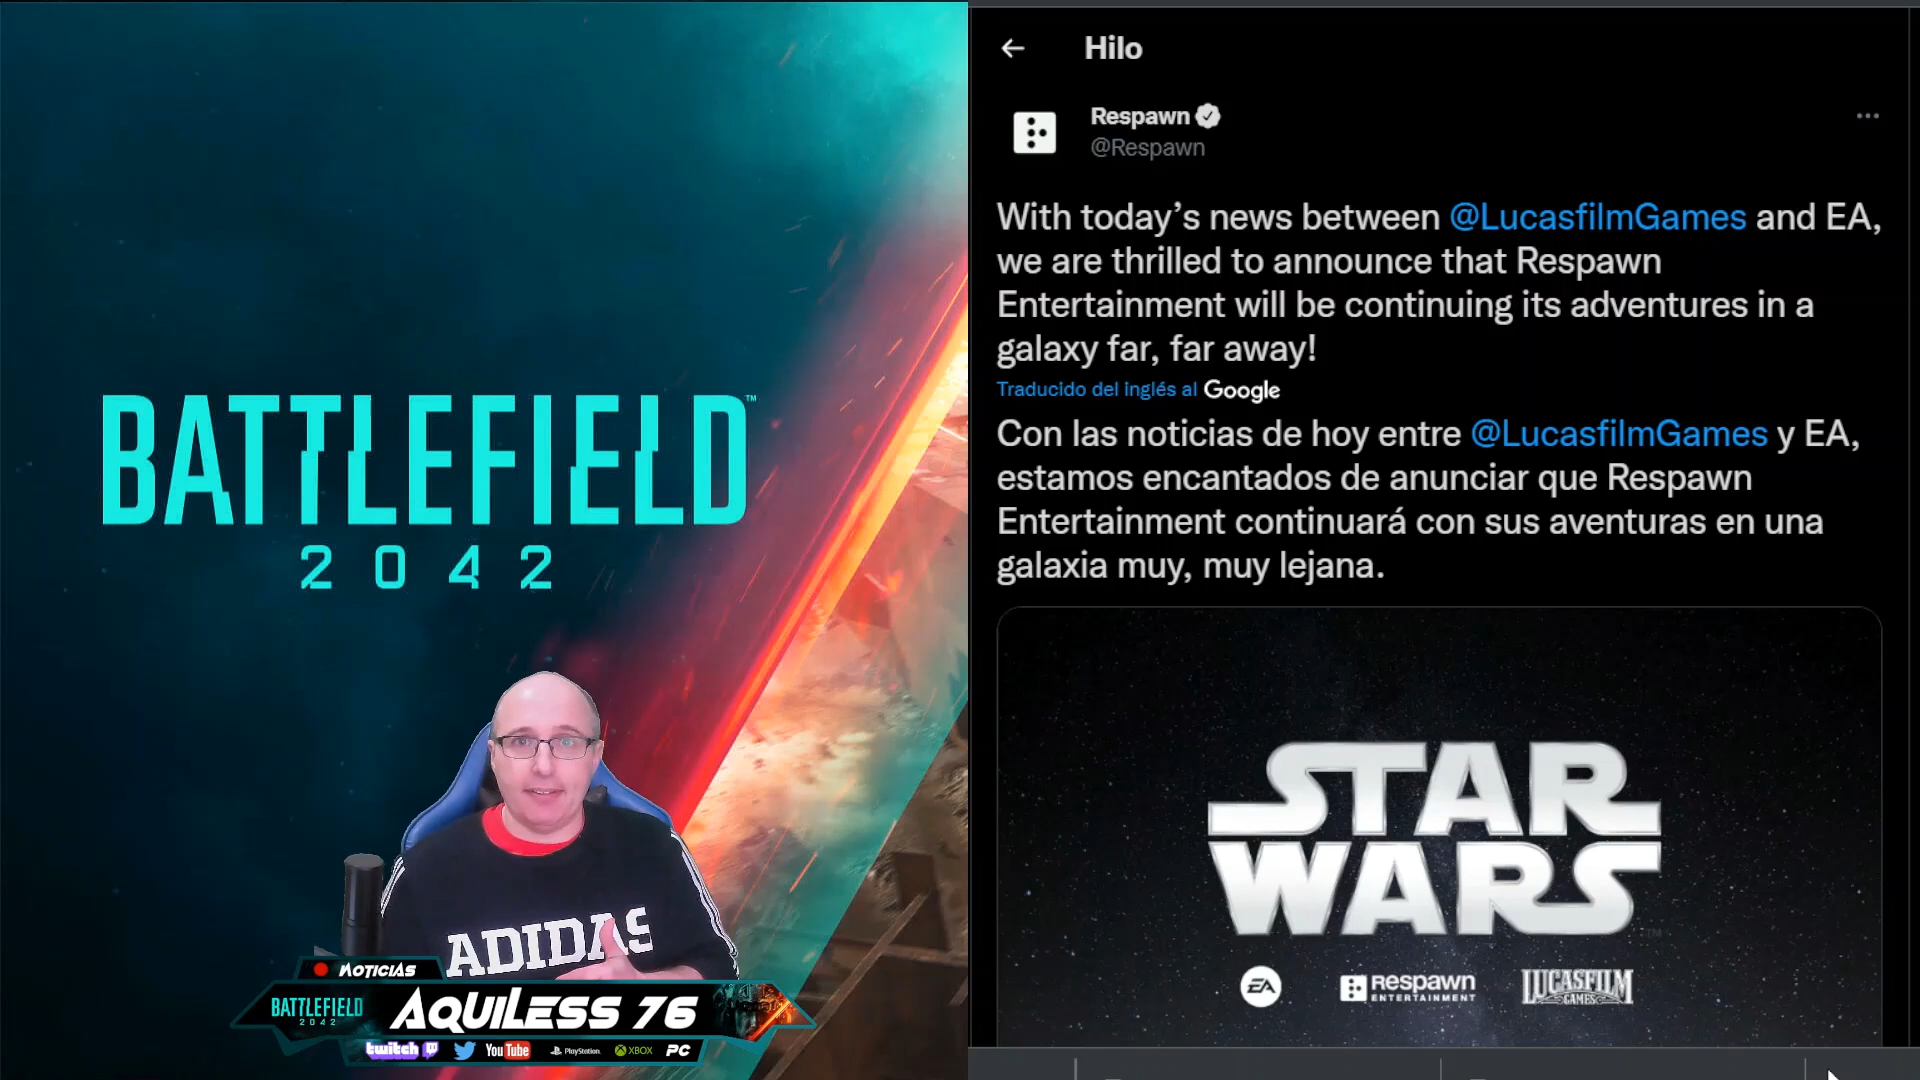 BATTLEFIELD™
2042
ADIDAS
NOTICIAS
BATTLEFIELD
2042
AQUILESS 76
twitch
YouTube
PlayStation
XBOX
PC
Hilo
Respawn
@Respawn
With today’s news between @LucasfilmGames and EA,
we are thrilled to announce that Respawn
Entertainment will be continuing its adventures in a
galaxy far, far away!
Traducido del inglés al Google
Con las noticias de hoy entre @LucasfilmGames y EA,
estamos encantados de anunciar que Respawn
Entertainment continuará con sus aventuras en una
galaxia muy, muy lejana.
STAR
WARS
EA
RESPAWN
ENTERTAINMENT
LUCASFILM
GAMES